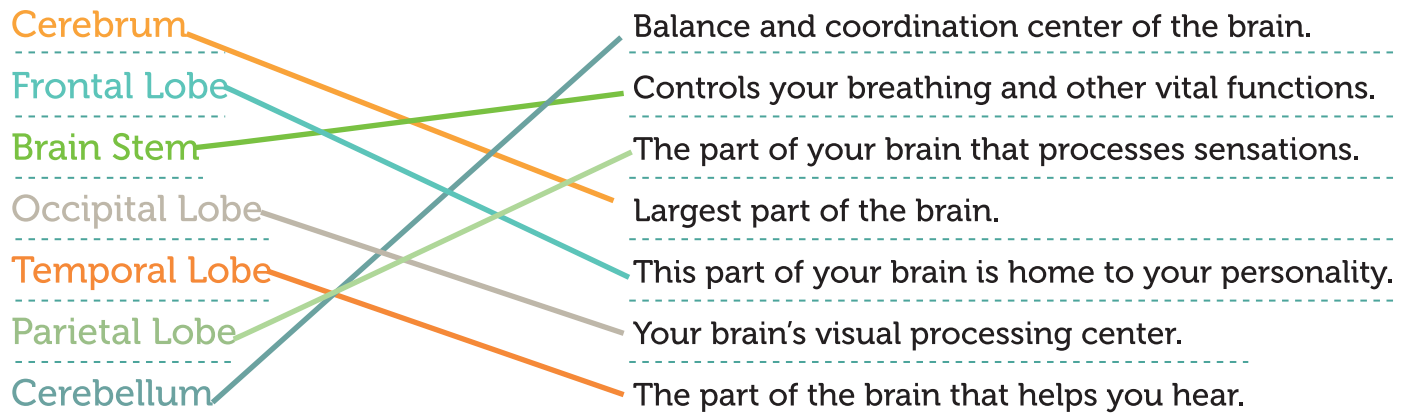 Cerebrum Balance and coordination center of the brain.
Frontal Lobe Controls your breathing and other vital functions.
Brain Stem The part of your brain that processes sensations.
Occipital Lobe Largest part of the brain.
Temporal Lobe This part of your brain is home to your personality.
Parietal Lobe Your brain's visual processing center.
Cerebellum The part of the brain that helps you hear.